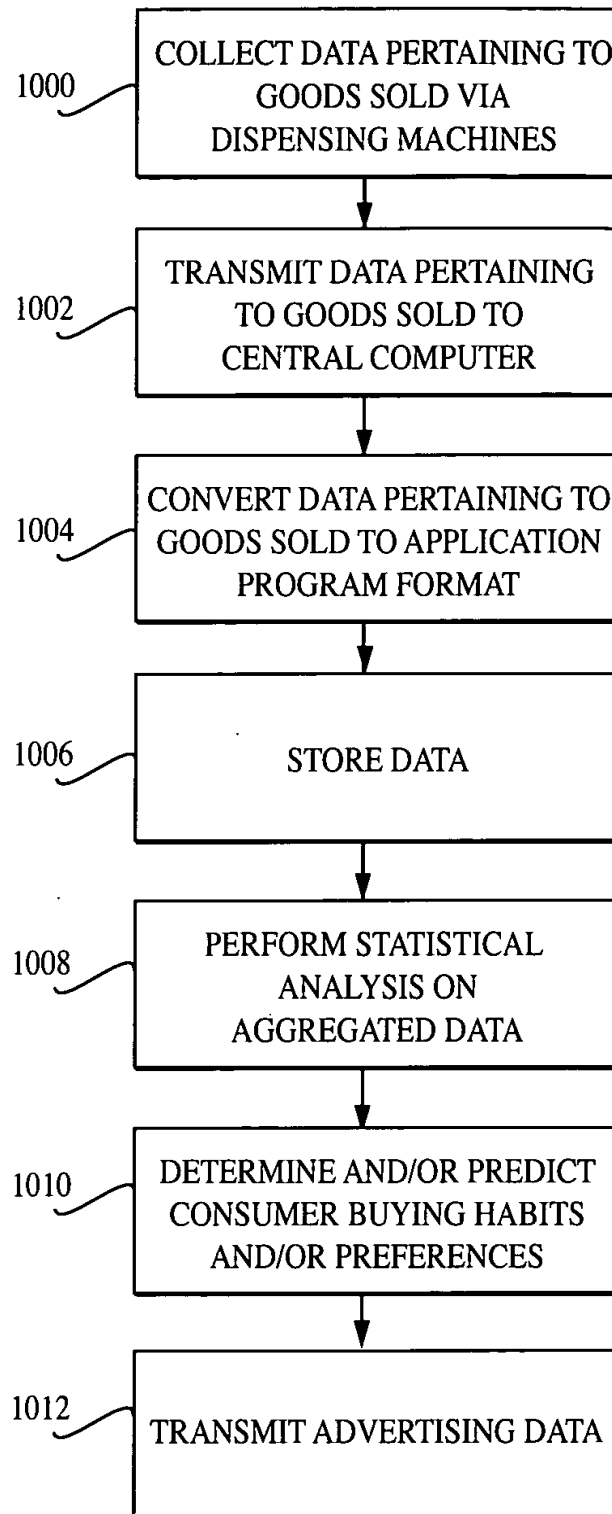 1000
COLLECT DATA PERTAINING TO
GOODS SOLD VIA
DISPENSING MACHINES
1002
TRANSMIT DATA PERTAINING
TO GOODS SOLD TO
CENTRAL COMPUTER
1004
CONVERT DATA PERTAINING TO
GOODS SOLD TO APPLICATION
PROGRAM FORMAT
1006
STORE DATA
1008
PERFORM STATISTICAL
ANALYSIS ON
AGGREGATED DATA
1010
DETERMINE AND/OR PREDICT
CONSUMER BUYING HABITS
AND/OR PREFERENCES
1012
TRANSMIT ADVERTISING DATA